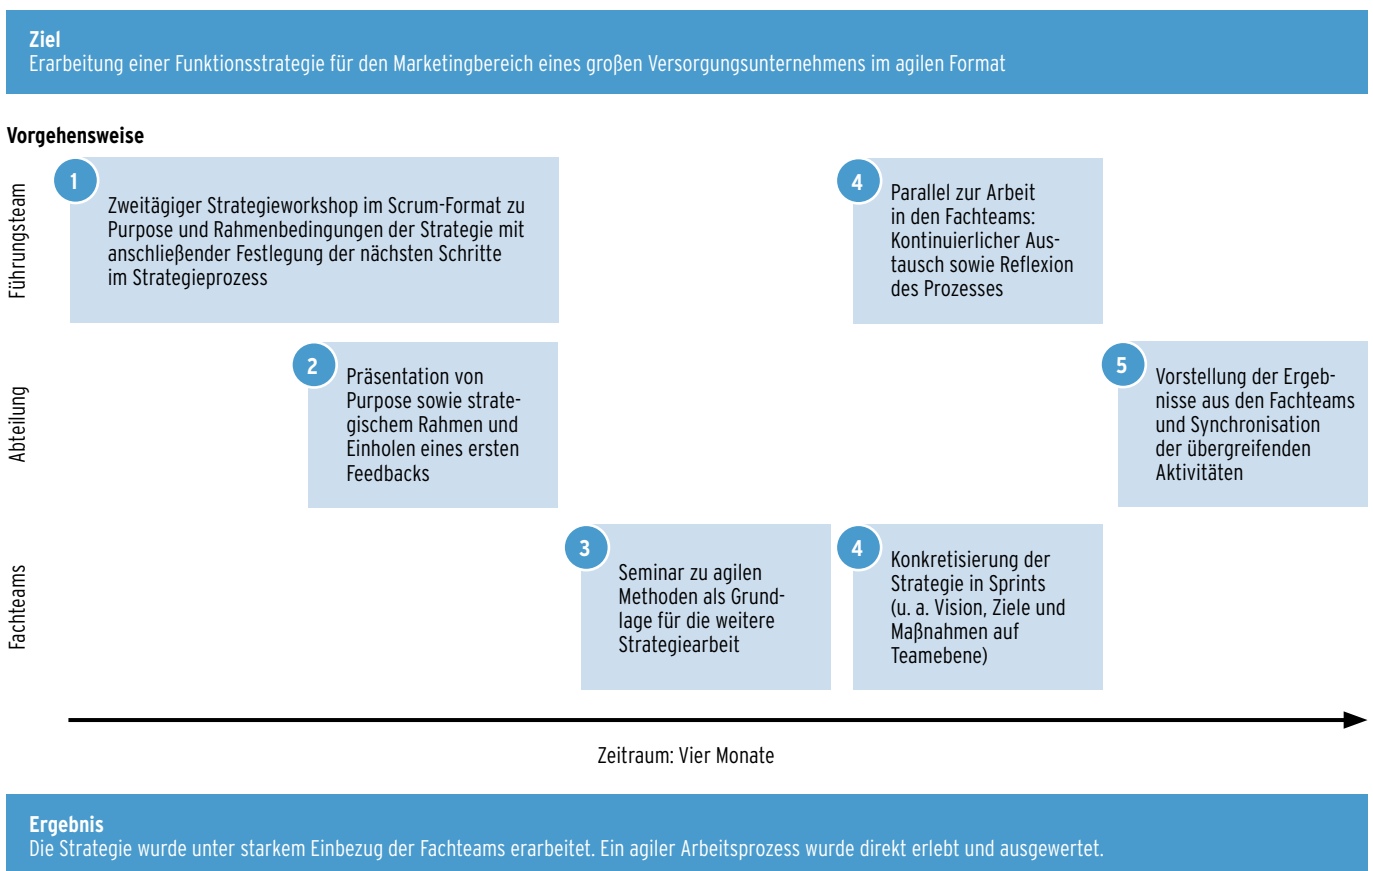 Ziel
Erarbeitung einer Funktionsstrategie für den Marketingbereich eines großen Versorgungsunternehmens im agilen Format
Vorgehensweise
Führungsteam
1
Zweitägiger Strategieworkshop im Scrum-Format zu
Purpose und Rahmenbedingungen der Strategie mit
anschließender Festlegung der nächsten Schritte
im Strategieprozess
4
Parallel zur Arbeit
in den Fachteams:
Kontinuierlicher Aus-
tausch sowie Reflexion
des Prozesses
Abteilung
2
Präsentation von
Purpose sowie strate-
gischem Rahmen und
Einholen eines ersten
Feedbacks
5
Vorstellung der Ergeb-
nisse aus den Fachteams
und Synchronisation
der übergreifenden
Aktivitäten
Fachteams
3
Seminar zu agilen
Methoden als Grund-
lage für die weitere
Strategiearbeit
4
Konkretisierung der
Strategie in Sprints
(u. a. Vision, Ziele und
Maßnahmen auf
Teamebene)
Zeitraum: Vier Monate
Ergebnis
Die Strategie wurde unter starkem Einbezug der Fachteams erarbeitet. Ein agiler Arbeitsprozess wurde direkt erlebt und ausgewertet.